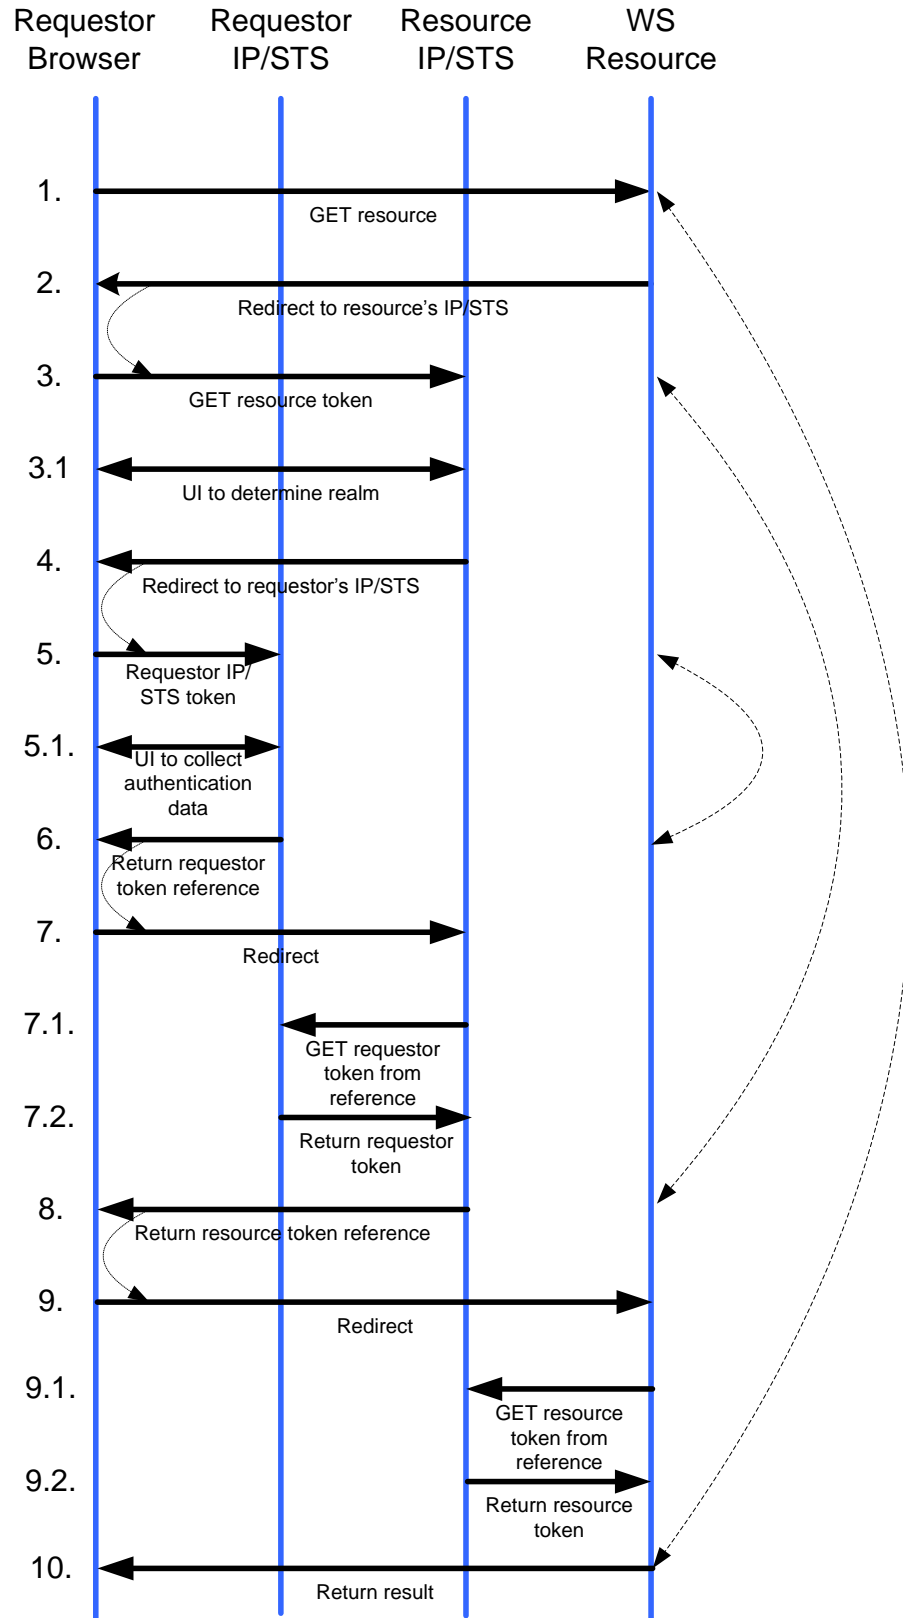 Requestor
Browser
Requestor
IP/STS
Resource
IP/STS
WS
Resource
1.
GET resource
2.
Redirect to resource's IP/STS
3.
GET resource token
3.1
UI to determine realm
4.
Redirect to requestor's IP/STS
5.
Requestor IP/
STS token
5.1.
UI to collect
authentication
data
6.
Return requestor
token reference
7.
Redirect
7.1.
GET requestor
token from
reference
7.2.
Return requestor
token
8.
Return resource token reference
9.
Redirect
9.1.
GET resource
token from
reference
9.2.
Return resource
token
10.
Return result